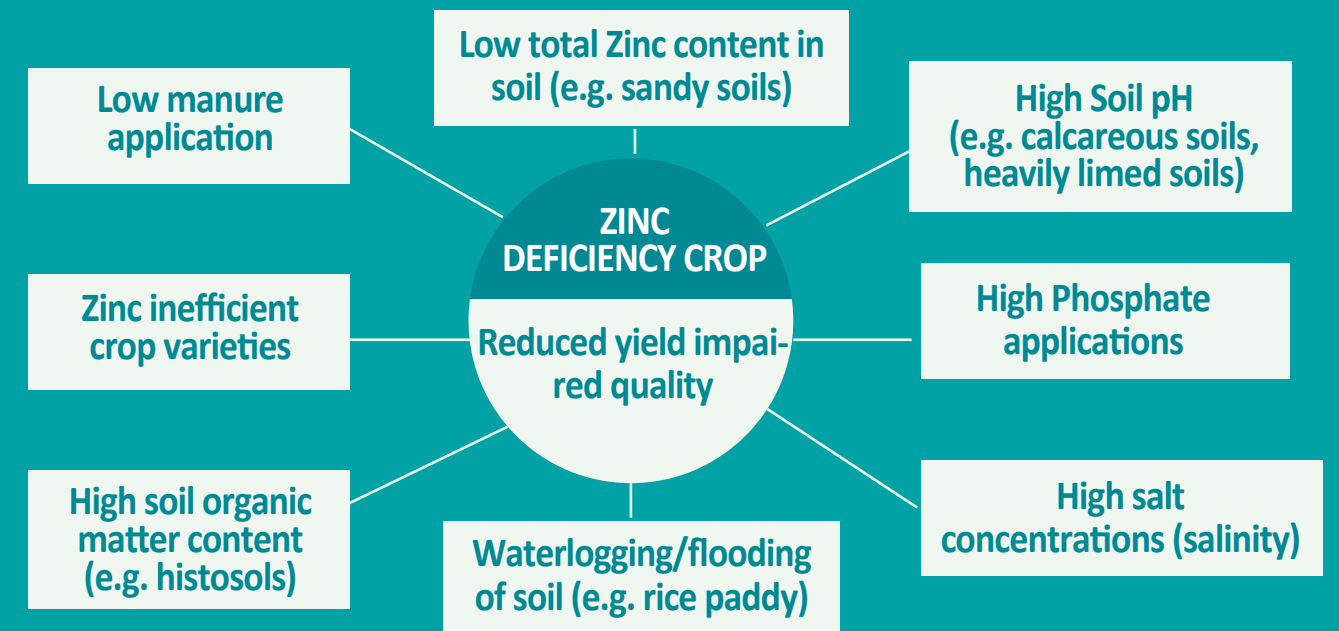 Low total Zinc content in
soil (e.g. sandy soils)
Low manure
application
High Soil pH
(e.g. calcareous soils,
heavily limed soils)
ZINC
DEFICIENCY CROP
Reduced yield impai-
red quality
Zinc inefficient
crop varieties
High Phosphate
applications
High soil organic
matter content
(e.g. histosols)
Waterlogging/flooding
of soil (e.g. rice paddy)
High salt
concentrations (salinity)